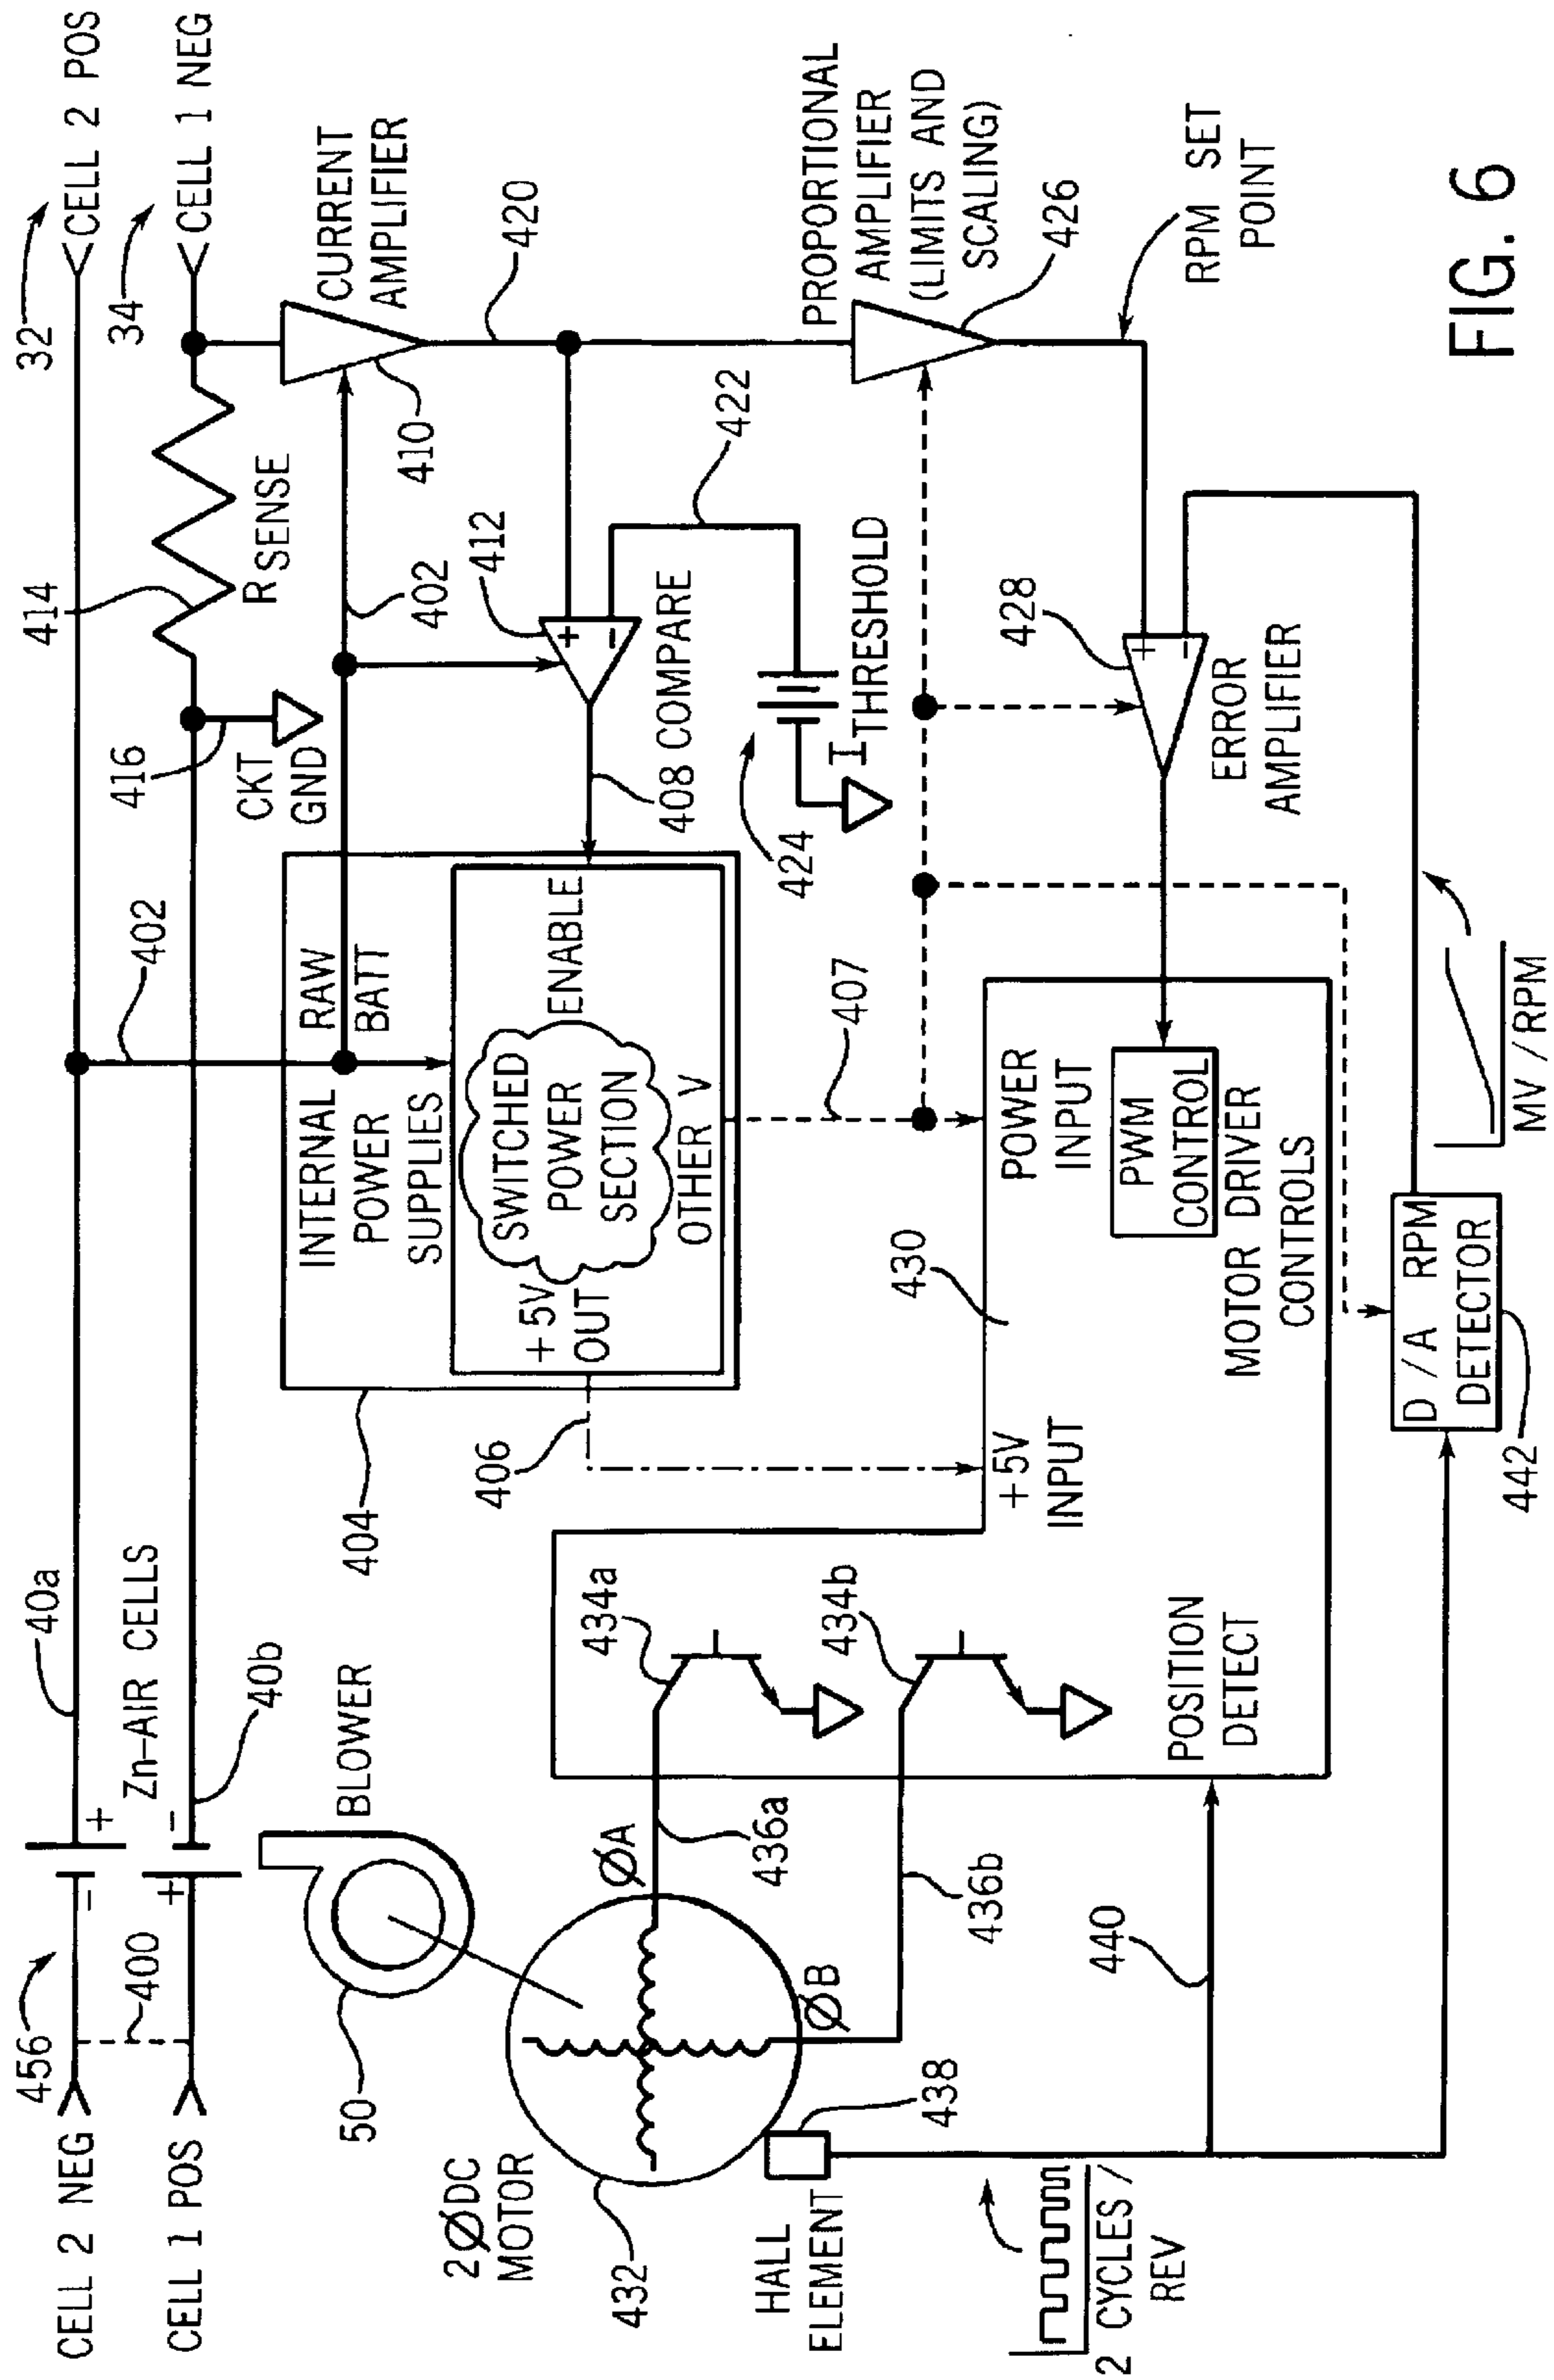 32
CELL 2 POS
34
CELL 1 NEG
414
R SENSE
416
CKT
GND
402
CURRENT
AMPLIFIER
410
420
402
412
408 COMPARE
422
424
I THRESHOLD
PROPORTIONAL
AMPLIFIER
(LIMITS AND
SCALING)
426
RPM SET
POINT
428
+
-
+
-
ERROR
AMPLIFIER
INTERNAL
POWER
SUPPLIES
RAW
BATT
SWITCHED
POWER
SECTION
ENABLE
+5V
OUT
OTHER V
404
406
407
430
+5V
INPUT
POWER
INPUT
PWM
CONTROL
MOTOR DRIVER
CONTROLS
434a
434b
POSITION
DETECT
D/A RPM
DETECTOR
442
MV/RPM
456
CELL 2 NEG
CELL 1 POS
400
-
+
+
-
40a
Zn-AIR CELLS
40b
BLOWER
50
2ØDC
MOTOR
432
ØA
436a
ØB
436b
HALL
ELEMENT
438
440
2 CYCLES/
REV
FIG. 6